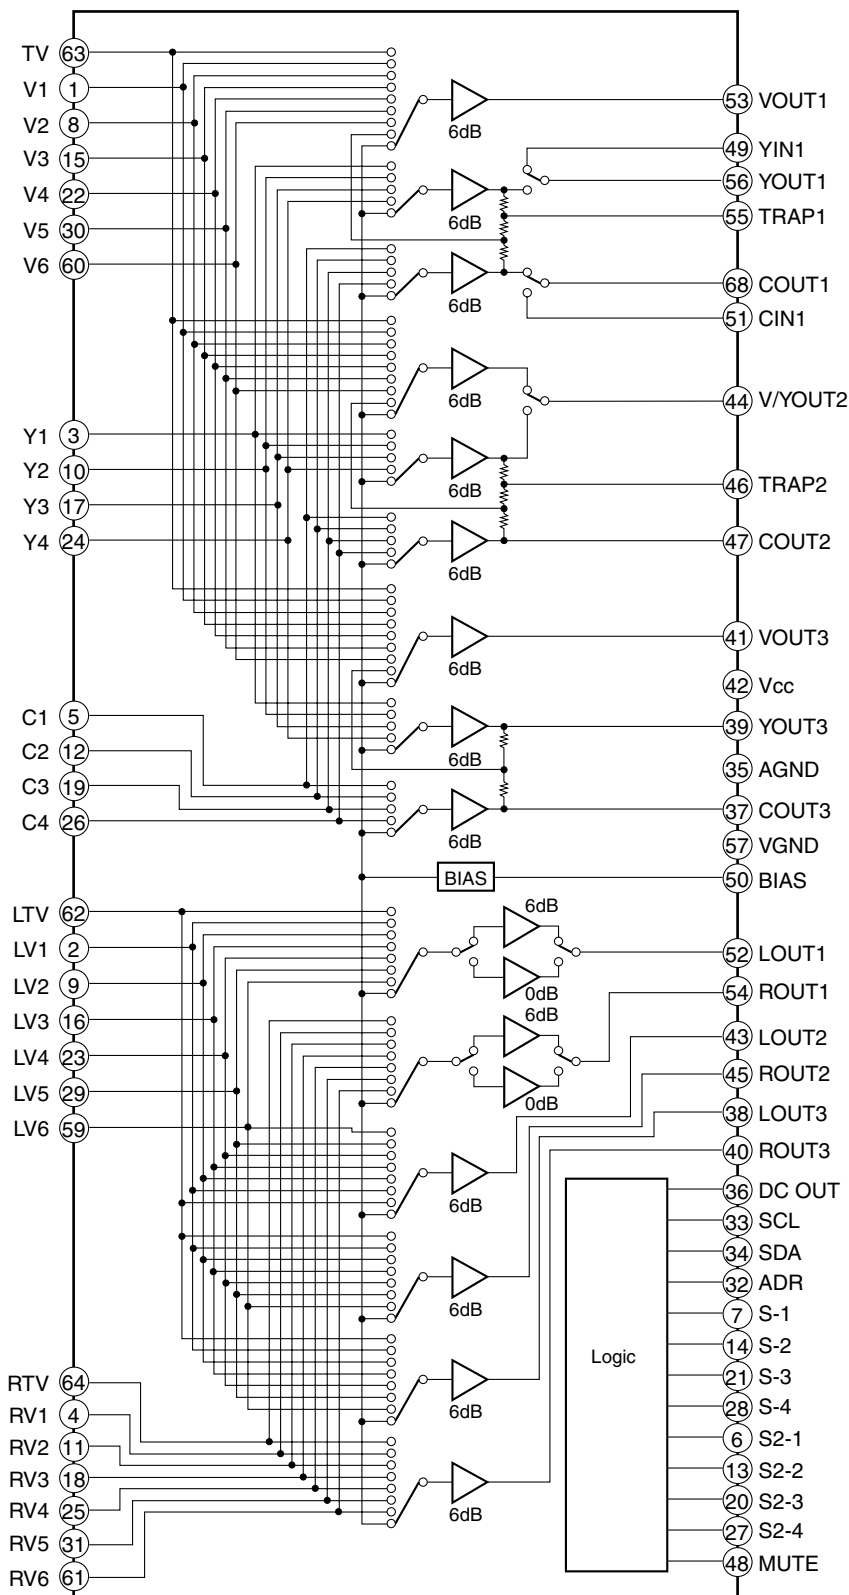 TV 63
V1 1
V2 8
V3 15
V4 22
V5 30
V6 60
Y1 3
Y2 10
Y3 17
Y4 24
C1 5
C2 12
C3 19
C4 26
LTV 62
LV1 2
LV2 9
LV3 16
LV4 23
LV5 29
LV6 59
RTV 64
RV1 4
RV2 11
RV3 18
RV4 25
RV5 31
RV6 61
6dB
6dB
6dB
6dB
6dB
6dB
6dB
6dB
6dB
BIAS
6dB
0dB
6dB
0dB
6dB
6dB
6dB
6dB
Logic
53 VOUT1
49 YIN1
56 YOUT1
55 TRAP1
68 COUT1
51 CIN1
44 V/YOUT2
46 TRAP2
47 COUT2
41 VOUT3
42 Vcc
39 YOUT3
35 AGND
37 COUT3
57 VGND
50 BIAS
52 LOUT1
54 ROUT1
43 LOUT2
45 ROUT2
38 LOUT3
40 ROUT3
36 DC OUT
33 SCL
34 SDA
32 ADR
7 S-1
14 S-2
21 S-3
28 S-4
6 S2-1
13 S2-2
20 S2-3
27 S2-4
48 MUTE